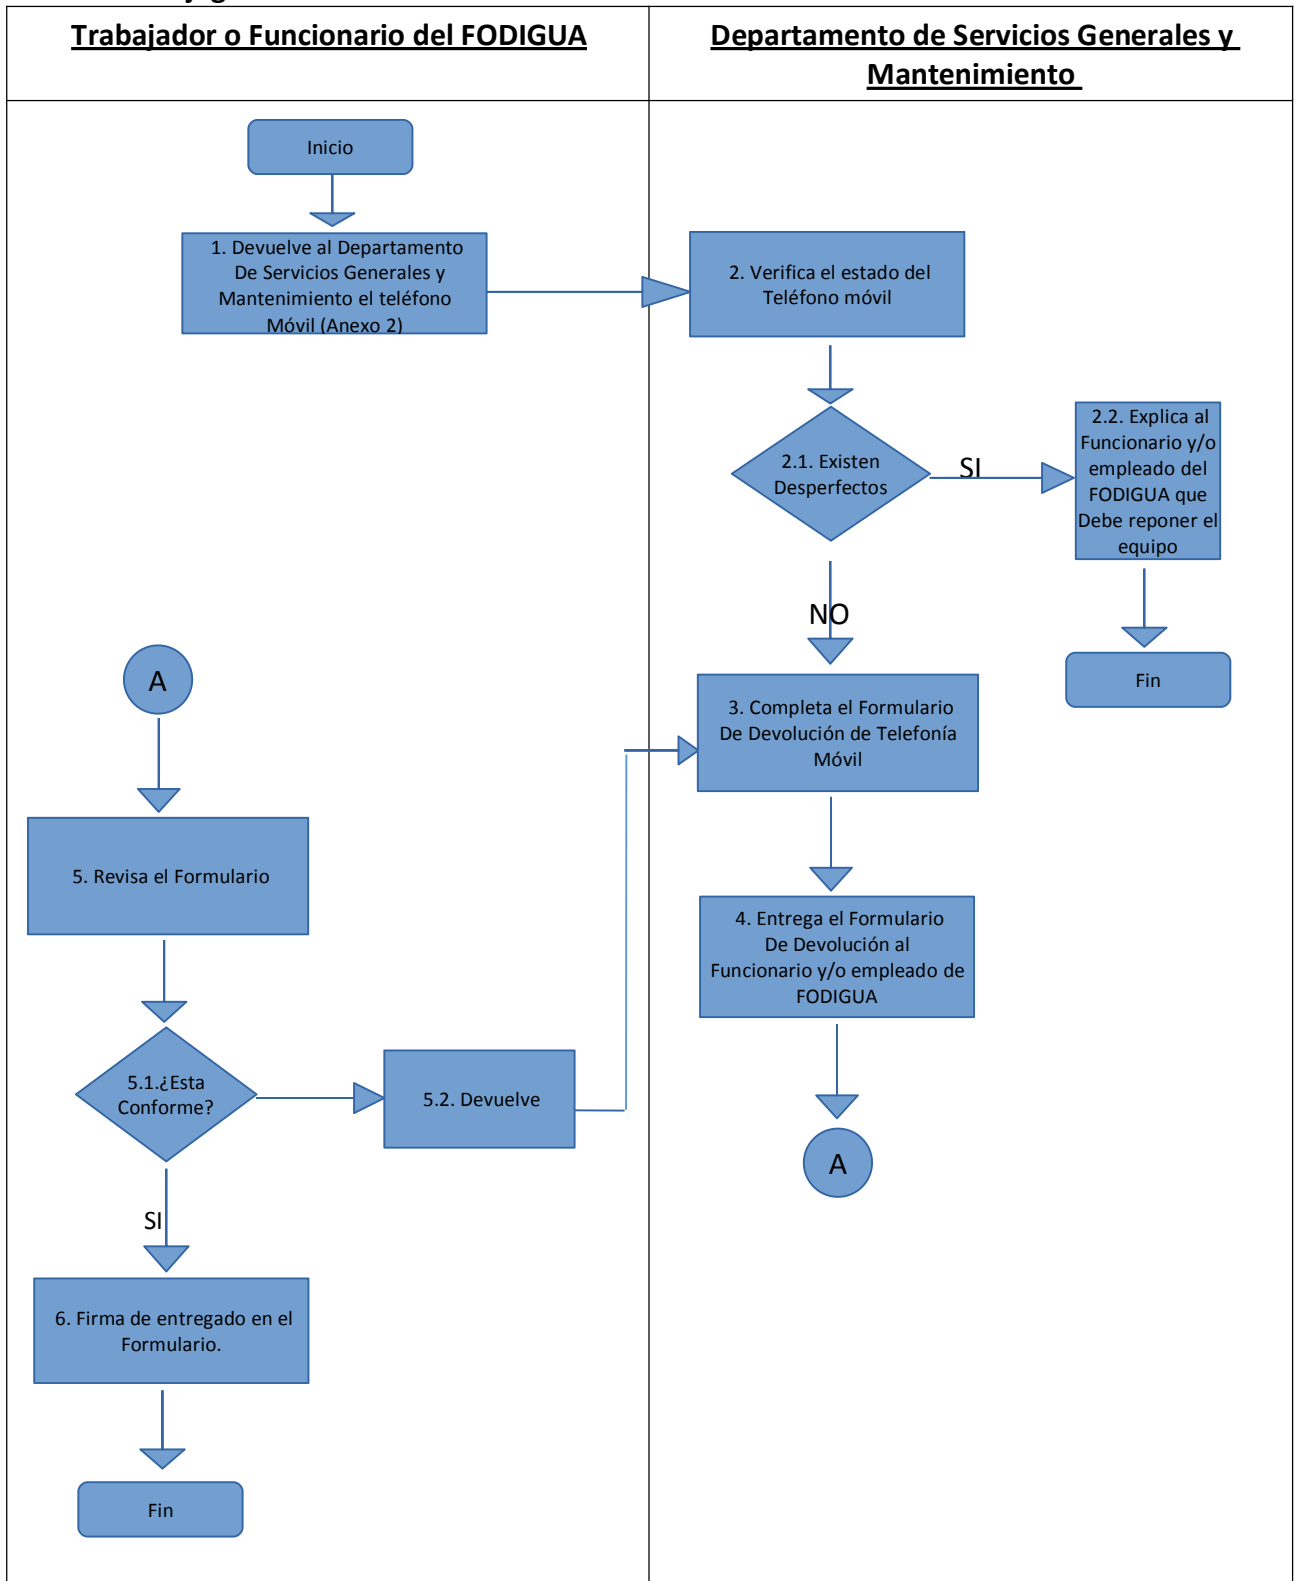 Trabajador o Funcionario del FODIGUA
Departamento de Servicios Generales y
Mantenimiento
Inicio
1. Devuelve al Departamento
De Servicios Generales y
Mantenimiento el teléfono
Móvil (Anexo 2)
2. Verifica el estado del
Teléfono móvil
2.1. Existen
Desperfectos
SI
2.2. Explica al
Funcionario y/o
empleado del
FODIGUA que
Debe reponer el
equipo
NO
Fin
3. Completa el Formulario
De Devolución de Telefonía
Móvil
4. Entrega el Formulario
De Devolución al
Funcionario y/o empleado de
FODIGUA
A
A
5. Revisa el Formulario
5.1.¿Esta
Conforme?
5.2. Devuelve
SI
6. Firma de entregado en el
Formulario.
Fin